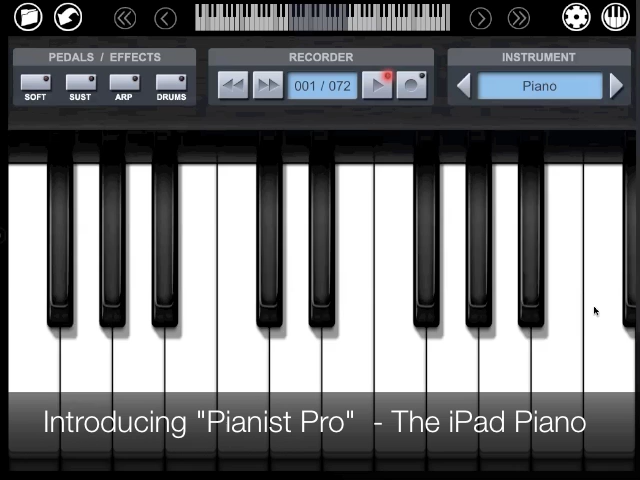 PEDALS / EFFECTS
RECORDER
INSTRUMENT
001 / 072
Piano
SOFT
SUST
ARP
DRUMS
Introducing "Pianist Pro" - The iPad Piano